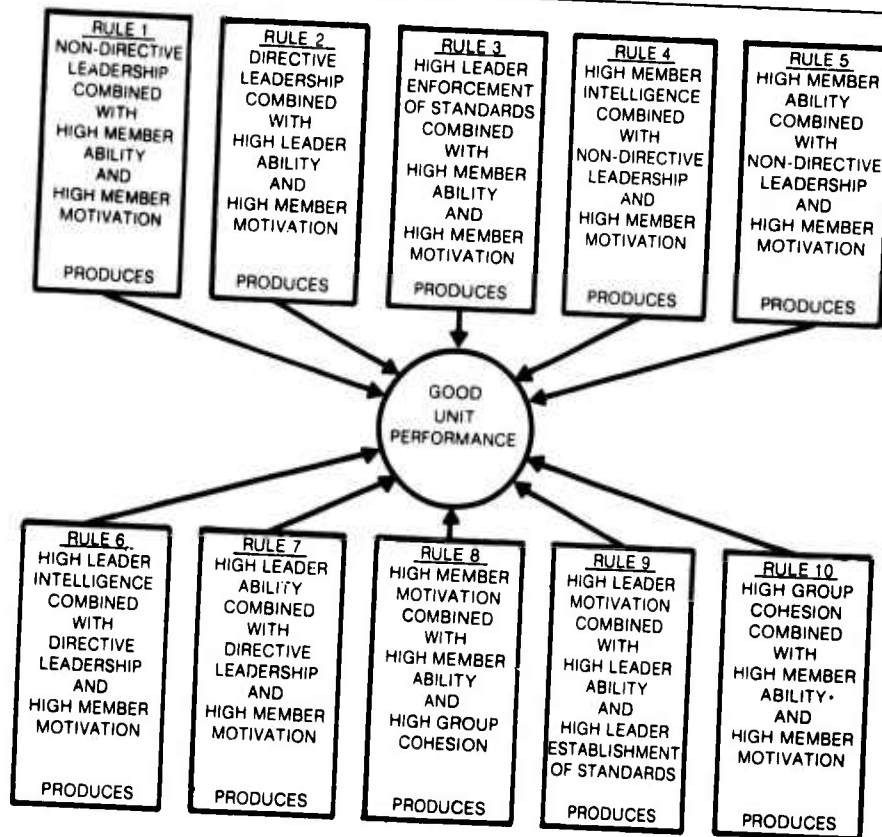 RULE 1
NON-DIRECTIVE
LEADERSHIP
COMBINED
WITH
HIGH MEMBER
ABILITY
AND
HIGH MEMBER
MOTIVATION
PRODUCES
RULE 2
DIRECTIVE
LEADERSHIP
COMBINED
WITH
HIGH LEADER
ABILITY
AND
HIGH MEMBER
MOTIVATION
PRODUCES
RULE 3
HIGH LEADER
ENFORCEMENT
OF STANDARDS
COMBINED
WITH
HIGH MEMBER
ABILITY
AND
HIGH MEMBER
MOTIVATION
PRODUCES
RULE 4
HIGH MEMBER
INTELLIGENCE
COMBINED
WITH
NON-DIRECTIVE
LEADERSHIP
AND
HIGH MEMBER
MOTIVATION
PRODUCES
RULE 5
HIGH MEMBER
ABILITY
COMBINED
WITH
NON-DIRECTIVE
LEADERSHIP
AND
HIGH MEMBER
MOTIVATION
PRODUCES
GOOD
UNIT
PERFORMANCE
RULE 6
HIGH LEADER
INTELLIGENCE
COMBINED
WITH
DIRECTIVE
LEADERSHIP
AND
HIGH MEMBER
MOTIVATION
PRODUCES
RULE 7
HIGH LEADER
ABILITY
COMBINED
WITH
DIRECTIVE
LEADERSHIP
AND
HIGH MEMBER
MOTIVATION
PRODUCES
RULE 8
HIGH MEMBER
MOTIVATION
COMBINED
WITH
HIGH MEMBER
ABILITY
AND
HIGH GROUP
COHESION
PRODUCES
RULE 9
HIGH LEADER
MOTIVATION
COMBINED
WITH
HIGH LEADER
ABILITY
AND
HIGH LEADER
ESTABLISHMENT
OF STANDARDS
PRODUCES
RULE 10
HIGH GROUP
COHESION
COMBINED
WITH
HIGH MEMBER
ABILITY
AND
HIGH MEMBER
MOTIVATION
PRODUCES